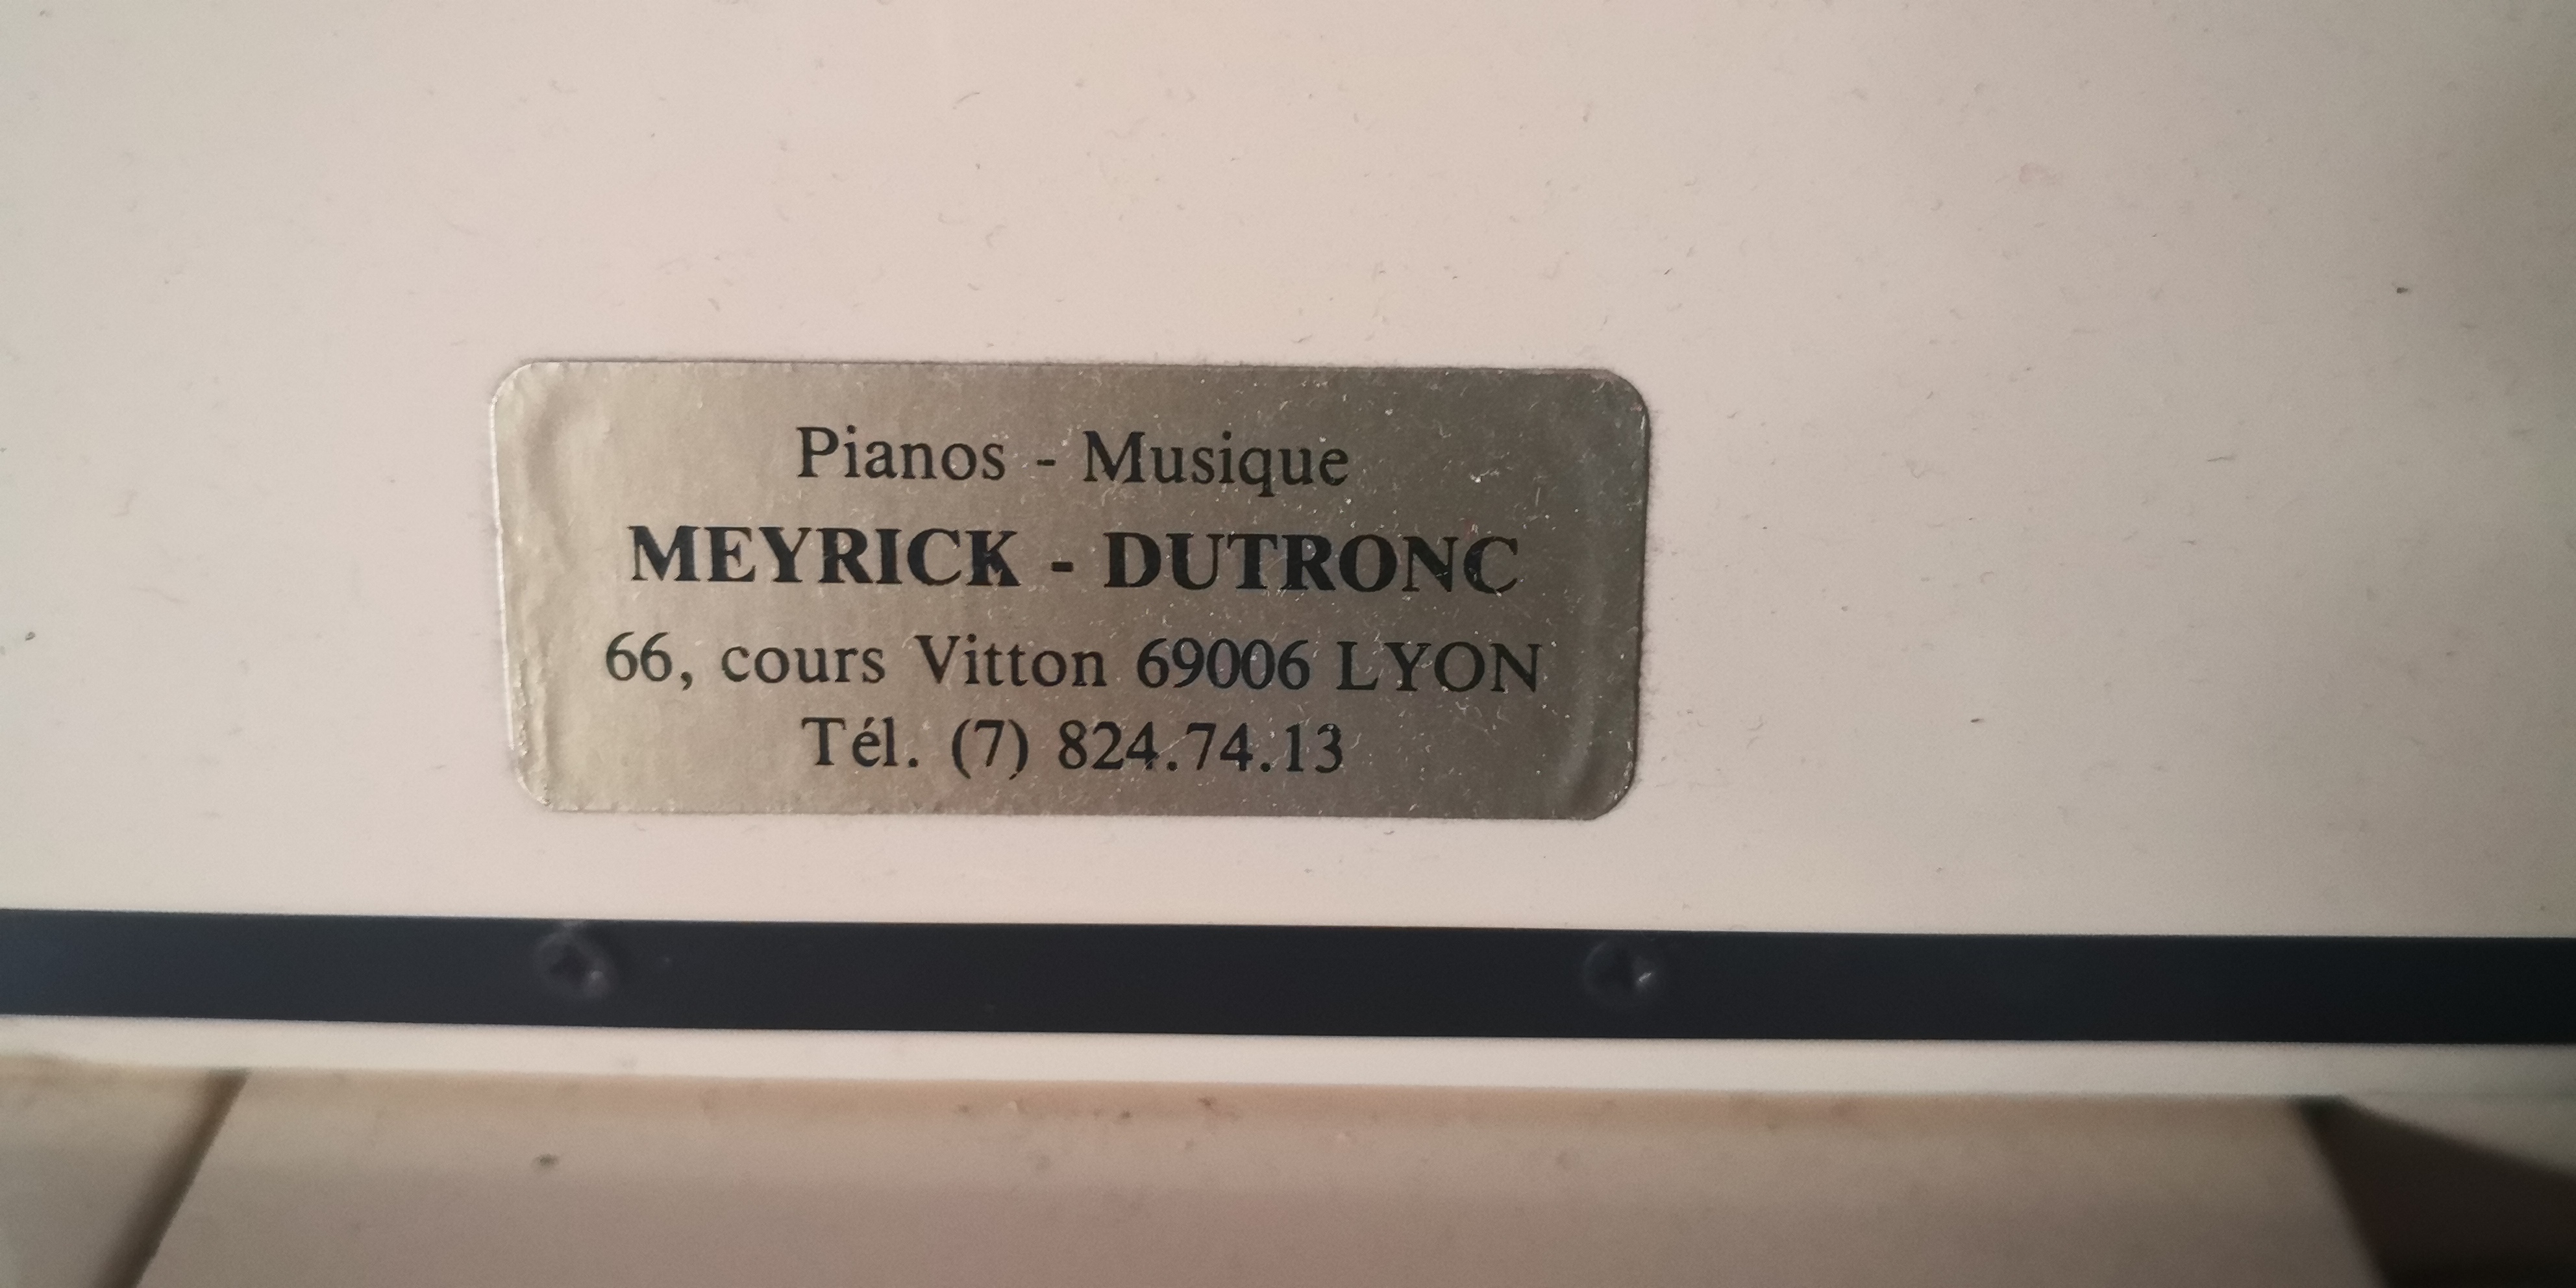 Pianos - Musique
MEYRICK - DUTRONC
66, cours Vitton 69006 LYON
Tél. (7) 824.74.13